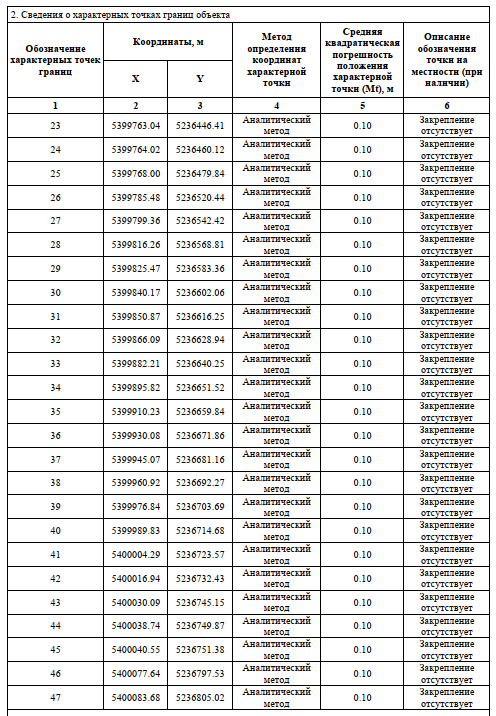 2. Сведения о характерных точках границ объекта
Обозначение характерных точек границ | Координаты, м | Метод определения координат характерной точки | Средняя квадратическая погрешность положения характерной точки (Mt), м | Описание обозначения точки на местности (при наличии)
X | Y
1 | 2 | 3 | 4 | 5 | 6
23 | 5399763.04 | 5236446.41 | Аналитический метод | 0.10 | Закрепление отсутствует
24 | 5399764.02 | 5236460.12 | Аналитический метод | 0.10 | Закрепление отсутствует
25 | 5399768.00 | 5236479.84 | Аналитический метод | 0.10 | Закрепление отсутствует
26 | 5399785.48 | 5236520.44 | Аналитический метод | 0.10 | Закрепление отсутствует
27 | 5399799.36 | 5236542.42 | Аналитический метод | 0.10 | Закрепление отсутствует
28 | 5399816.26 | 5236568.81 | Аналитический метод | 0.10 | Закрепление отсутствует
29 | 5399825.47 | 5236583.36 | Аналитический метод | 0.10 | Закрепление отсутствует
30 | 5399840.17 | 5236602.06 | Аналитический метод | 0.10 | Закрепление отсутствует
31 | 5399850.87 | 5236616.25 | Аналитический метод | 0.10 | Закрепление отсутствует
32 | 5399866.09 | 5236628.94 | Аналитический метод | 0.10 | Закрепление отсутствует
33 | 5399882.21 | 5236640.25 | Аналитический метод | 0.10 | Закрепление отсутствует
34 | 5399895.82 | 5236651.52 | Аналитический метод | 0.10 | Закрепление отсутствует
35 | 5399910.23 | 5236659.84 | Аналитический метод | 0.10 | Закрепление отсутствует
36 | 5399930.08 | 5236671.86 | Аналитический метод | 0.10 | Закрепление отсутствует
37 | 5399945.07 | 5236681.16 | Аналитический метод | 0.10 | Закрепление отсутствует
38 | 5399960.92 | 5236692.27 | Аналитический метод | 0.10 | Закрепление отсутствует
39 | 5399976.84 | 5236703.69 | Аналитический метод | 0.10 | Закрепление отсутствует
40 | 5399989.83 | 5236714.68 | Аналитический метод | 0.10 | Закрепление отсутствует
41 | 5400004.29 | 5236723.57 | Аналитический метод | 0.10 | Закрепление отсутствует
42 | 5400016.94 | 5236732.43 | Аналитический метод | 0.10 | Закрепление отсутствует
43 | 5400030.09 | 5236745.15 | Аналитический метод | 0.10 | Закрепление отсутствует
44 | 5400038.74 | 5236749.87 | Аналитический метод | 0.10 | Закрепление отсутствует
45 | 5400040.55 | 5236751.38 | Аналитический метод | 0.10 | Закрепление отсутствует
46 | 5400077.64 | 5236797.53 | Аналитический метод | 0.10 | Закрепление отсутствует
47 | 5400083.68 | 5236805.02 | Аналитический метод | 0.10 | Закрепление отсутствует